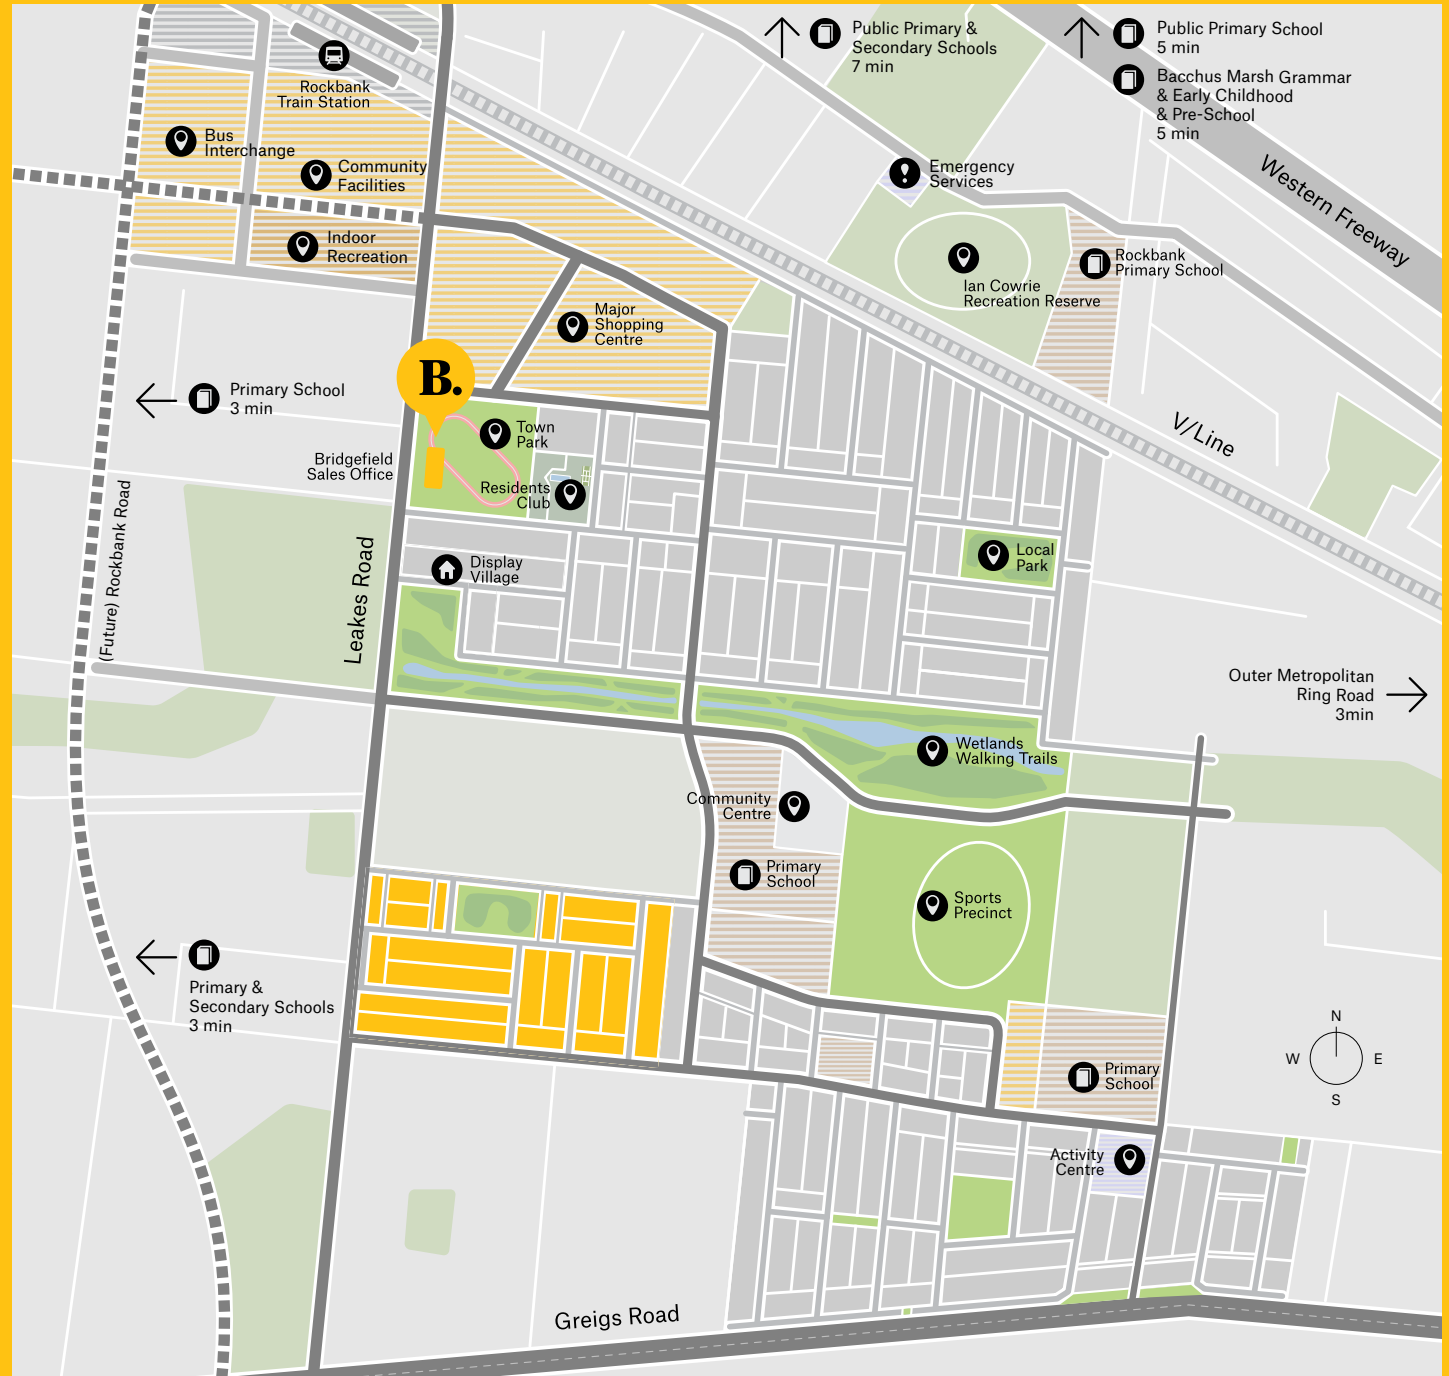 Public Primary &
Secondary Schools
7 min
Public Primary School
5 min
Bacchus Marsh Grammar
& Early Childhood
& Pre-School
5 min
Western Freeway
Rockbank
Train Station
Bus
Interchange
Community
Facilities
Indoor
Recreation
Emergency
Services
Ian Cowrie
Recreation Reserve
Rockbank
Primary School
Major
Shopping
Centre
B.
Primary School
3 min
Town
Park
Bridgefield
Sales Office
Residents
Club
V/Line
(Future) Rockbank Road
Leakes Road
Display
Village
Local
Park
Outer Metropolitan
Ring Road
3min
Wetlands
Walking Trails
Community
Centre
Primary
School
Sports
Precinct
Primary &
Secondary Schools
3 min
N
W
E
S
Primary
School
Activity
Centre
Greigs Road